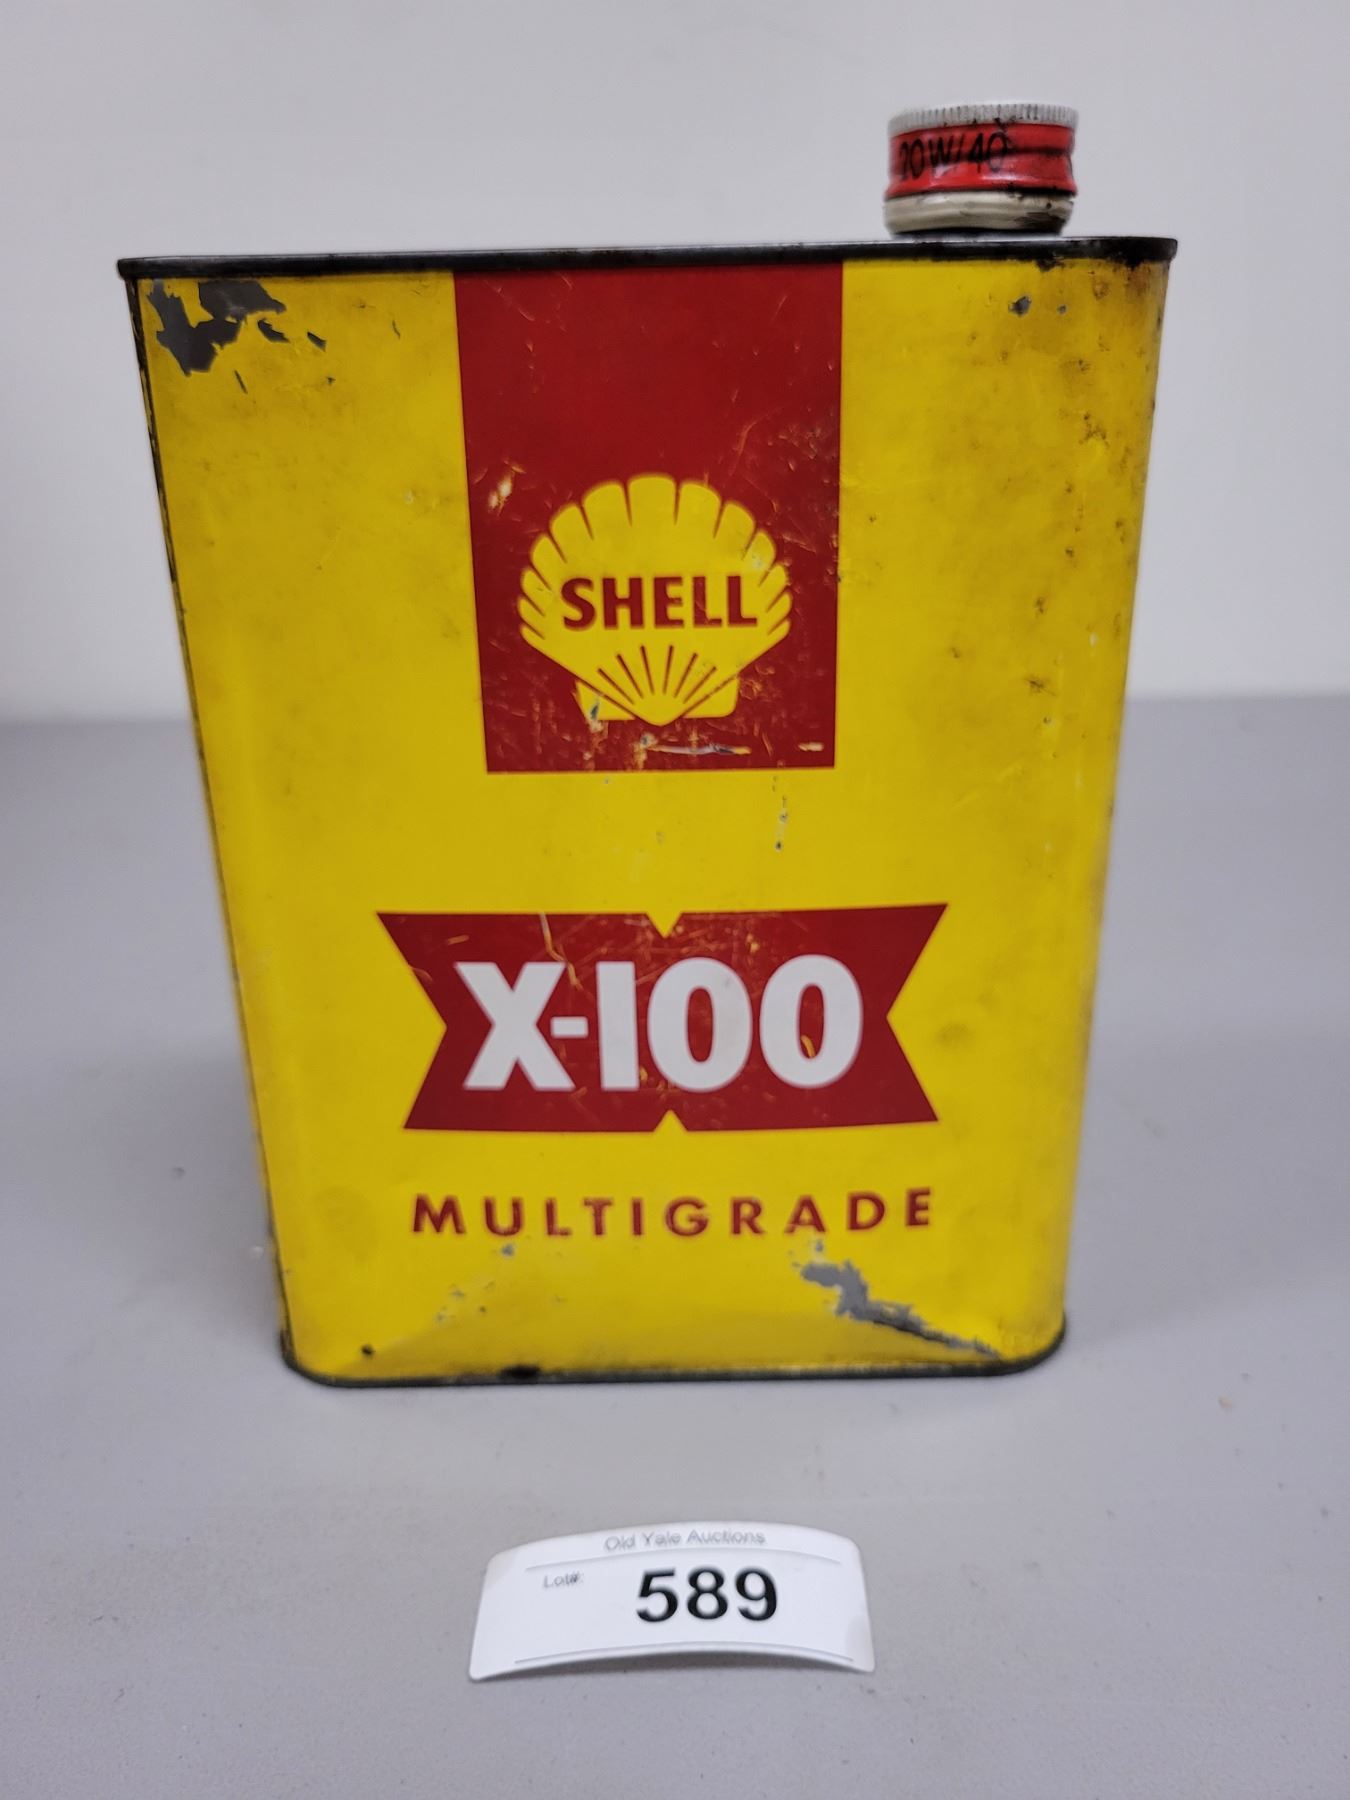 20W/40
SHELL
X-100
MULTIGRADE
Old Yale Auctions
Lot#: 589